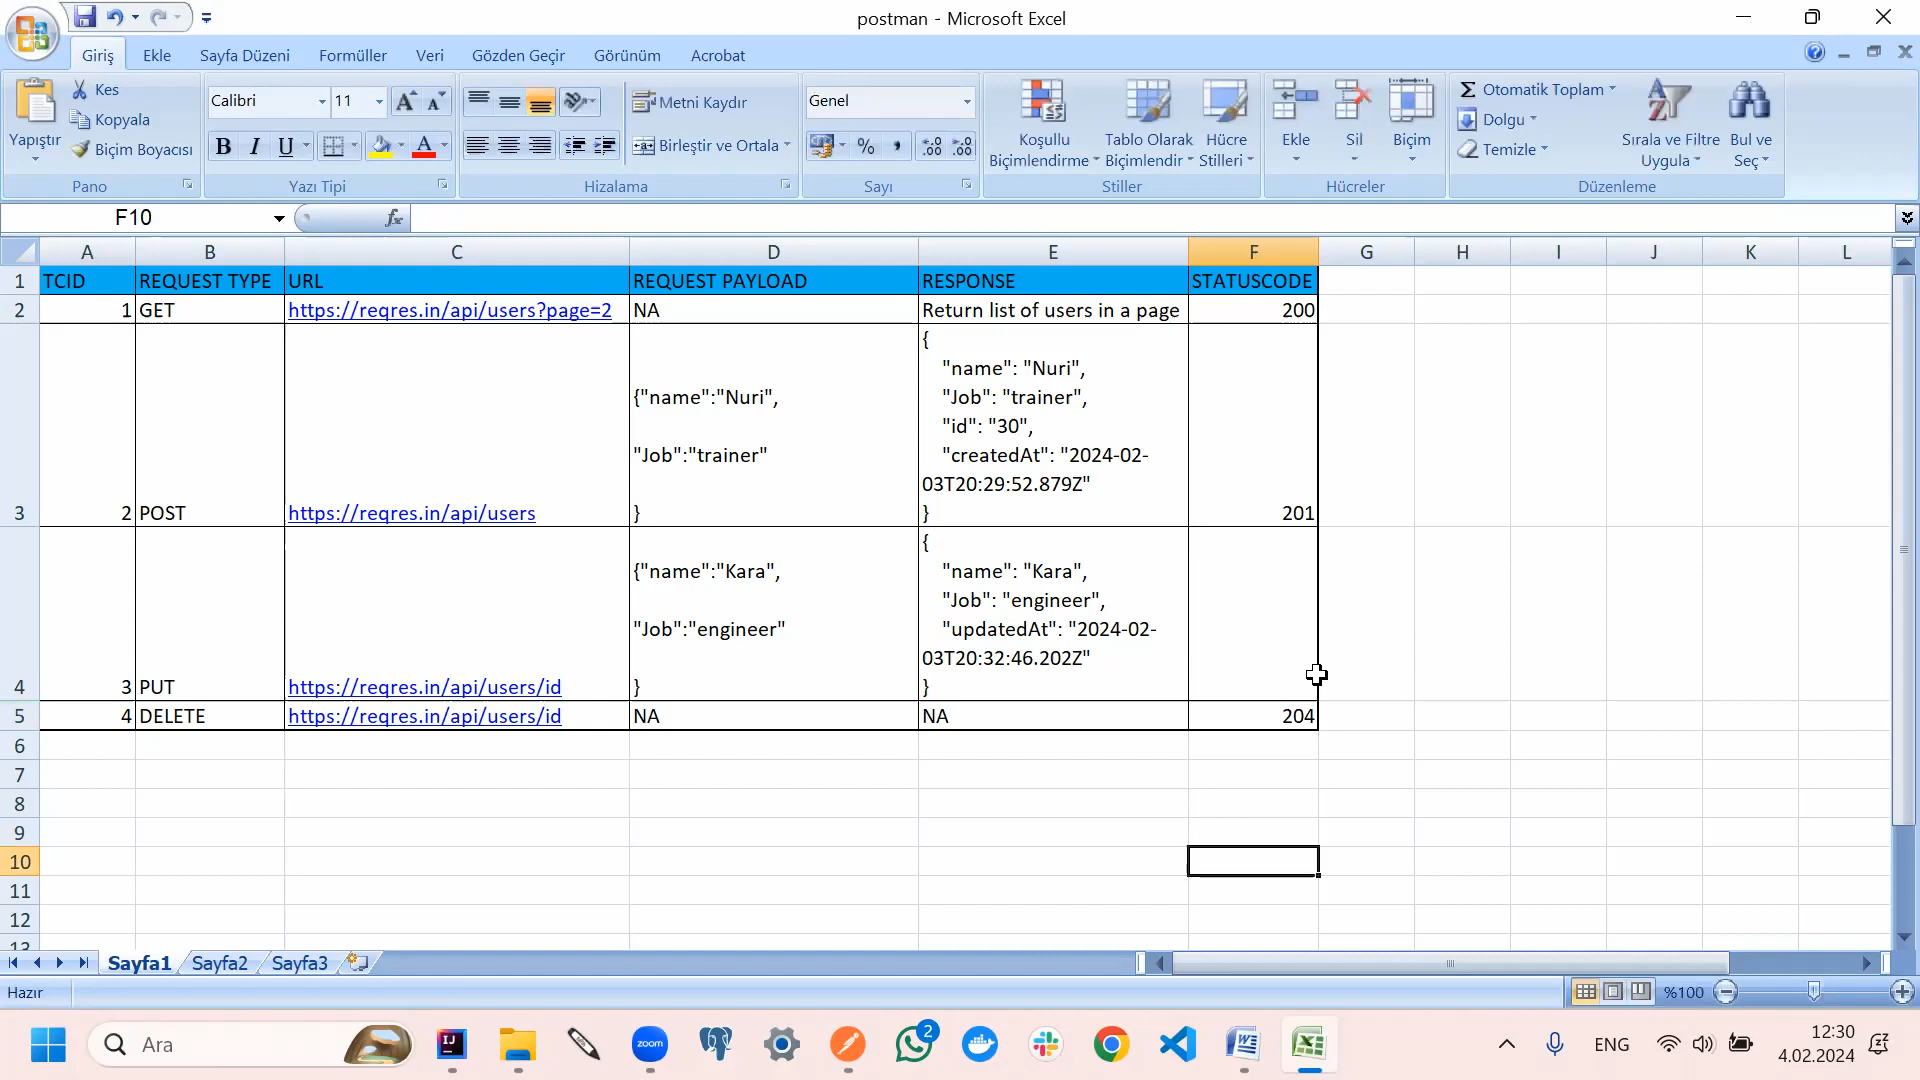 postman - Microsoft Excel
Giriş Ekle Sayfa Düzeni Formüller Veri Gözden Geçir Görünüm Acrobat
Yapıştır
Kes
Kopyala
Biçim Boyacısı
Pano
Calibri 11
B I U
Yazı Tipi
Metni Kaydır
Birleştir ve Ortala
Hizalama
Genel
%
Sayı
Koşullu
Biçimlendirme
Tablo Olarak
Biçimlendir
Hücre
Stilleri
Stiller
Ekle
Sil
Biçim
Hücreler
Otomatik Toplam
Dolgu
Temizle
Sırala ve Filtre
Uygula
Bul ve
Seç
Düzenleme
F10
fx
A B C D E F G H I J K L
1 TCID REQUEST TYPE URL REQUEST PAYLOAD RESPONSE STATUSCODE
2 1 GET https://reqres.in/api/users?page=2 NA Return list of users in a page 200
3 2 POST https://reqres.in/api/users
{"name":"Nuri",
"Job":"trainer"
}
{
"name": "Nuri",
"Job": "trainer",
"id": "30",
"createdAt": "2024-02-
03T20:29:52.879Z"
}
201
4 3 PUT https://reqres.in/api/users/id
{"name":"Kara",
"Job":"engineer"
}
{
"name": "Kara",
"Job": "engineer",
"updatedAt": "2024-02-
03T20:32:46.202Z"
}
5 4 DELETE https://reqres.in/api/users/id NA NA 204
6
7
8
9
10
11
12
13
Sayfa1 Sayfa2 Sayfa3
Hazır
%100
Ara
IJ
zoom
2
ENG
12:30
4.02.2024